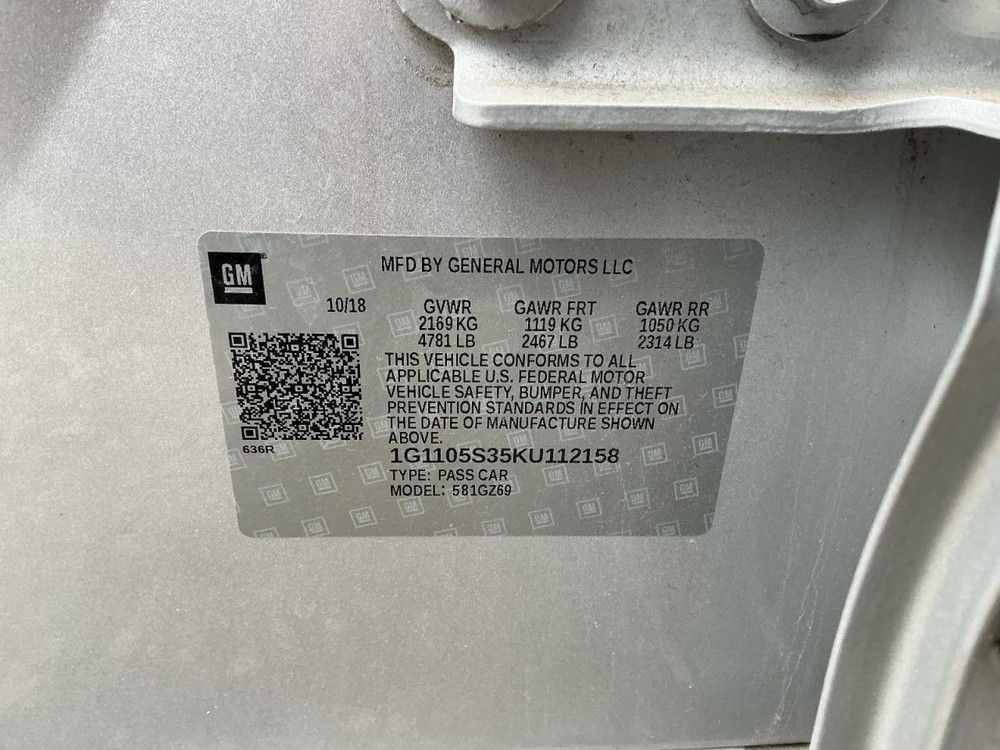 GM
MFD BY GENERAL MOTORS LLC
10/18 GVWR GAWR FRT GAWR RR
2169 KG 1119 KG 1050 KG
4781 LB 2467 LB 2314 LB
THIS VEHICLE CONFORMS TO ALL
APPLICABLE U.S. FEDERAL MOTOR
VEHICLE SAFETY, BUMPER, AND THEFT
PREVENTION STANDARDS IN EFFECT ON
THE DATE OF MANUFACTURE SHOWN
ABOVE.
636R
1G1105S35KU112158
TYPE: PASS CAR
MODEL: 581GZ69